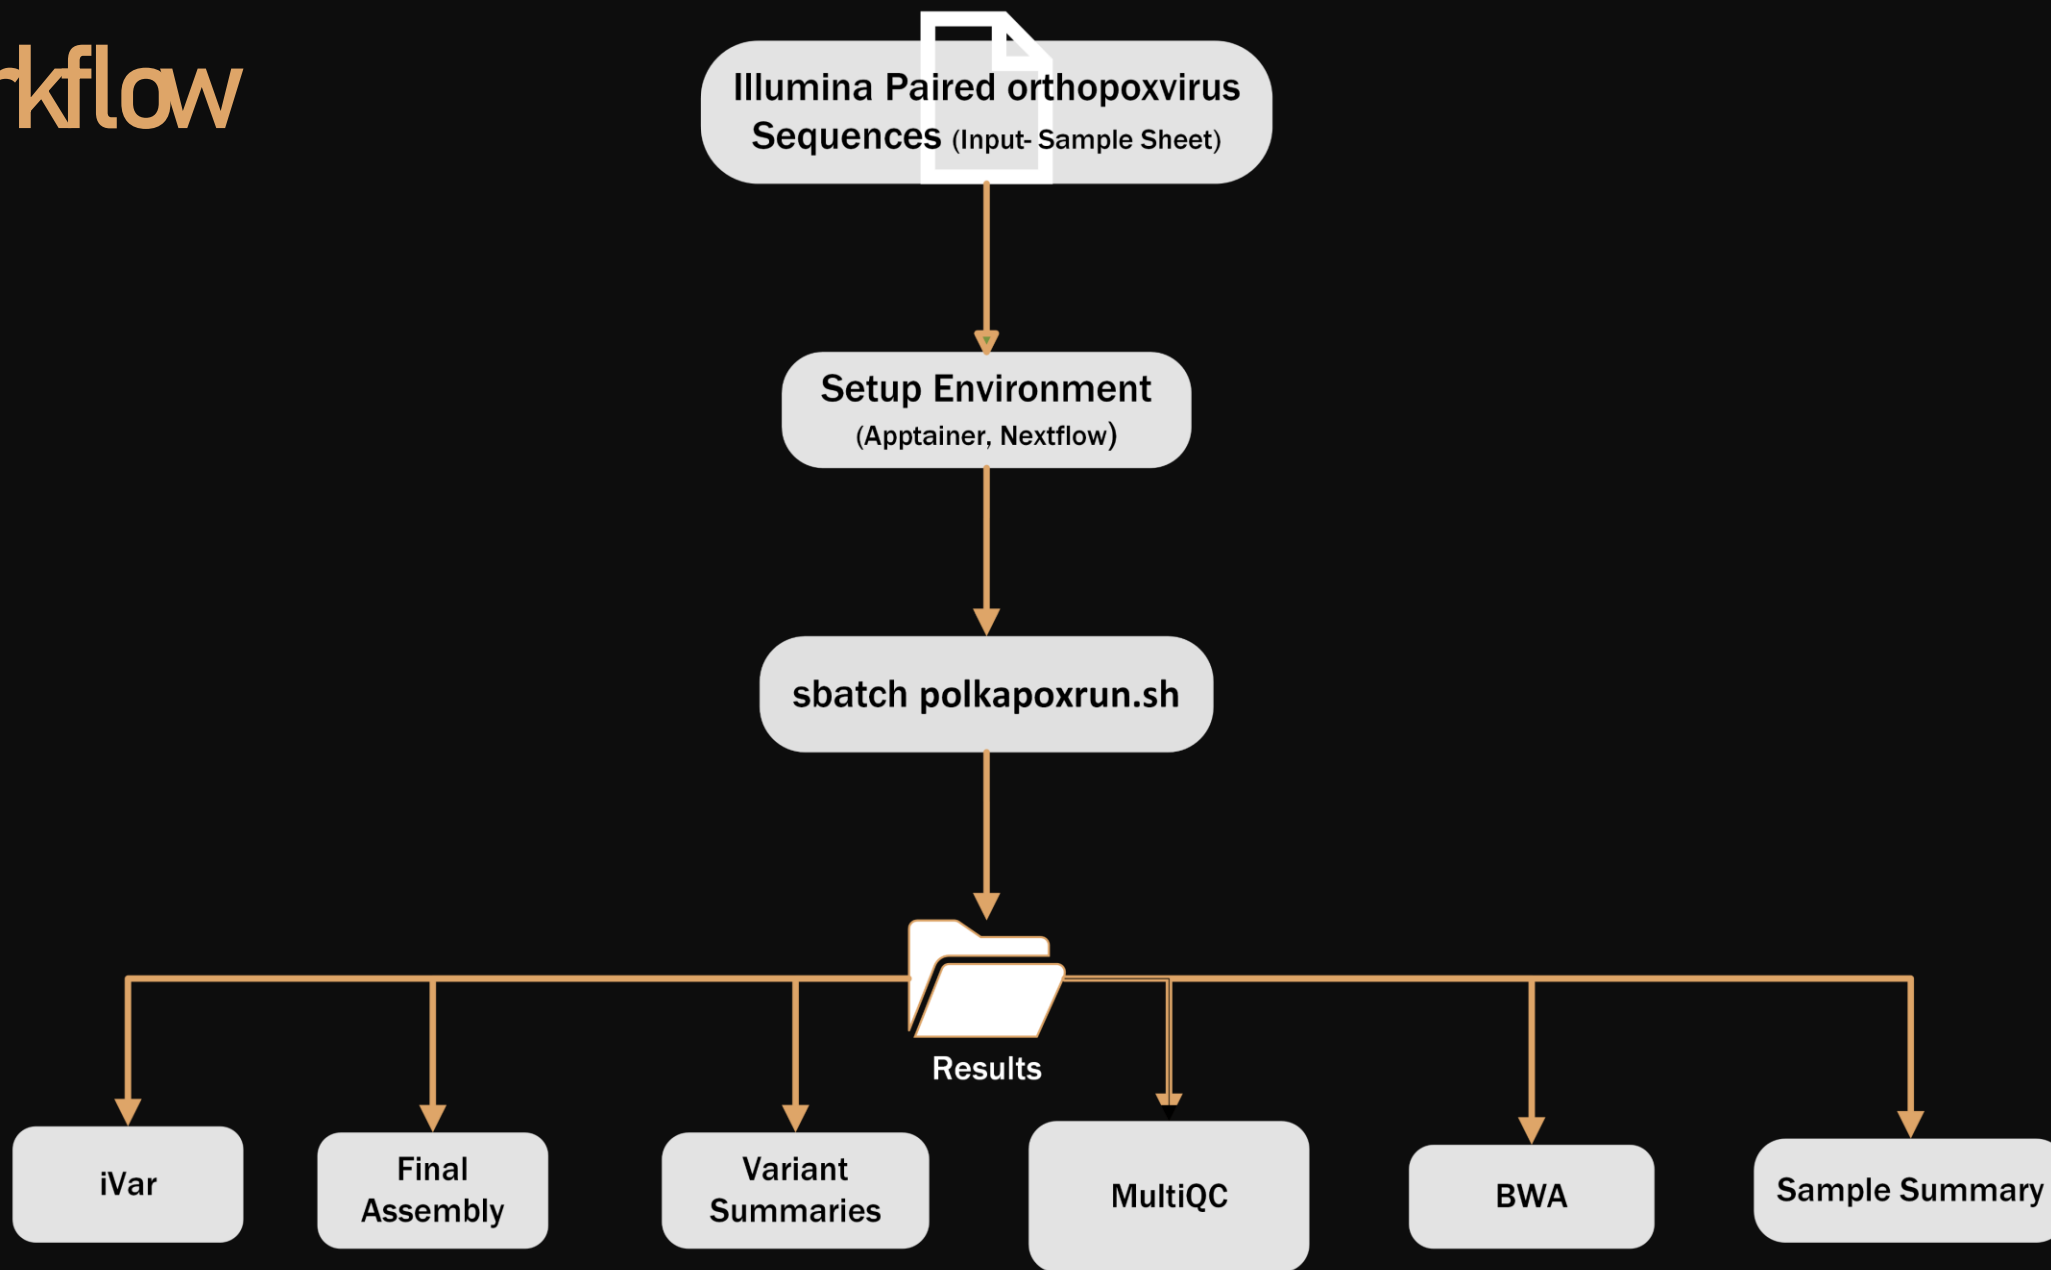 rkflow
Illumina Paired orthopoxvirus
Sequences (Input- Sample Sheet)
Setup Environment
(Apptainer, Nextflow)
sbatch polkapoxrun.sh
Results
iVar
Final
Assembly
Variant
Summaries
MultiQC
BWA
Sample Summary